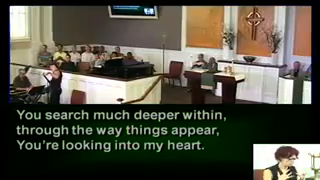 You search much deeper within,
through the way things appear,
You're looking into my heart.